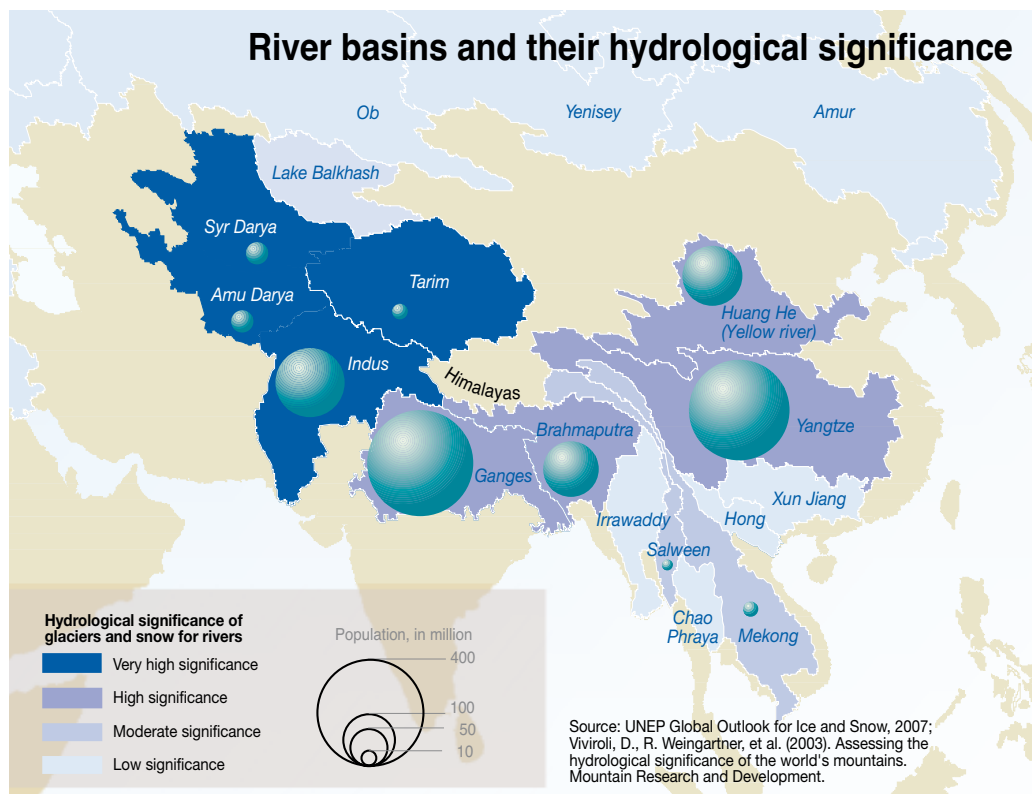 River basins and their hydrological significance
Ob
Yenisey
Amur
Lake Balkhash
Syr Darya
Tarim
Amu Darya
Huang He
(Yellow river)
Indus
Himalayas
Yangtze
Brahmaputra
Ganges
Xun Jiang
Hong
Irrawaddy
Salween
Chao
Phraya
Mekong
Hydrological significance of
glaciers and snow for rivers
Very high significance
High significance
Moderate significance
Low significance
Population, in million
400
100
50
10
Source: UNEP Global Outlook for Ice and Snow, 2007;
Viviroli, D., R. Weingartner, et al. (2003). Assessing the
hydrological significance of the world's mountains.
Mountain Research and Development.